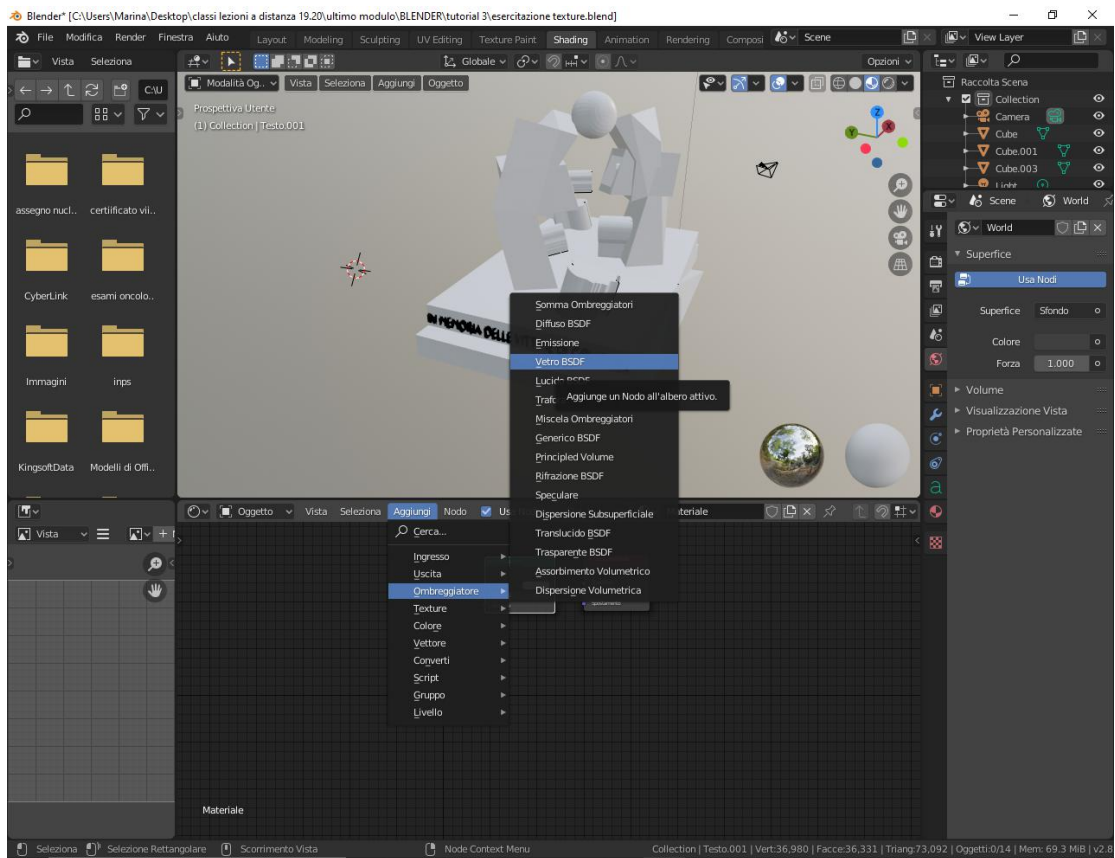 Blender* [C:\Users\Marina\Desktop\classi lezioni a distanza 19.20\ultimo modulo\BLENDER\tutorial 3\esercitazione texture.blend]
File Modifica Render Finestra Aiuto Layout Modeling Sculpting UV Editing Texture Paint Shading Animation Rendering Composi Scene View Layer
Vista Seleziona Globale Opzioni
C:\U
Modalità Og.. Vista Seleziona Aggiungi Oggetto
Prospettiva Utente
(1) Collection | Testo.001
Z
Y
X
assegno nucl.. certiificato vii..
CyberLink esami oncolo..
Immagini inps
KingsoftData Modelli di Offi..
IN MEMORIA DELLE
Raccolta Scena
Collection
Camera
Cube
Cube.001
Cube.003
Light
Scene World
World
Superfice
Usa Nodi
Superfice Sfondo
Colore
Forza 1.000
Volume
Visualizzazione Vista
Proprietà Personalizzate
Somma Ombreggiatori
Diffuso BSDF
Emissione
Vetro BSDF
Lucido BSDF
Aggiunge un Nodo all'albero attivo.
Miscela Ombreggiatori
Generico BSDF
Principled Volume
Rifrazione BSDF
Speculare
Dispersione Subsuperficiale
Translucido BSDF
Trasparente BSDF
Assorbimento Volumetrico
Dispersione Volumetrica
Oggetto Vista Seleziona Aggiungi Nodo
Vista
Cerca...
Ingresso
Uscita
Ombreggiatore
Texture
Colore
Vettore
Converti
Script
Gruppo
Livello
Materiale
Seleziona Selezione Rettangolare Scorrimento Vista Node Context Menu Collection | Testo.001 | Vert:36,980 | Facce:36,331 | Triang:73,092 | Oggetti:0/14 | Mem: 69.3 MiB | v2.8